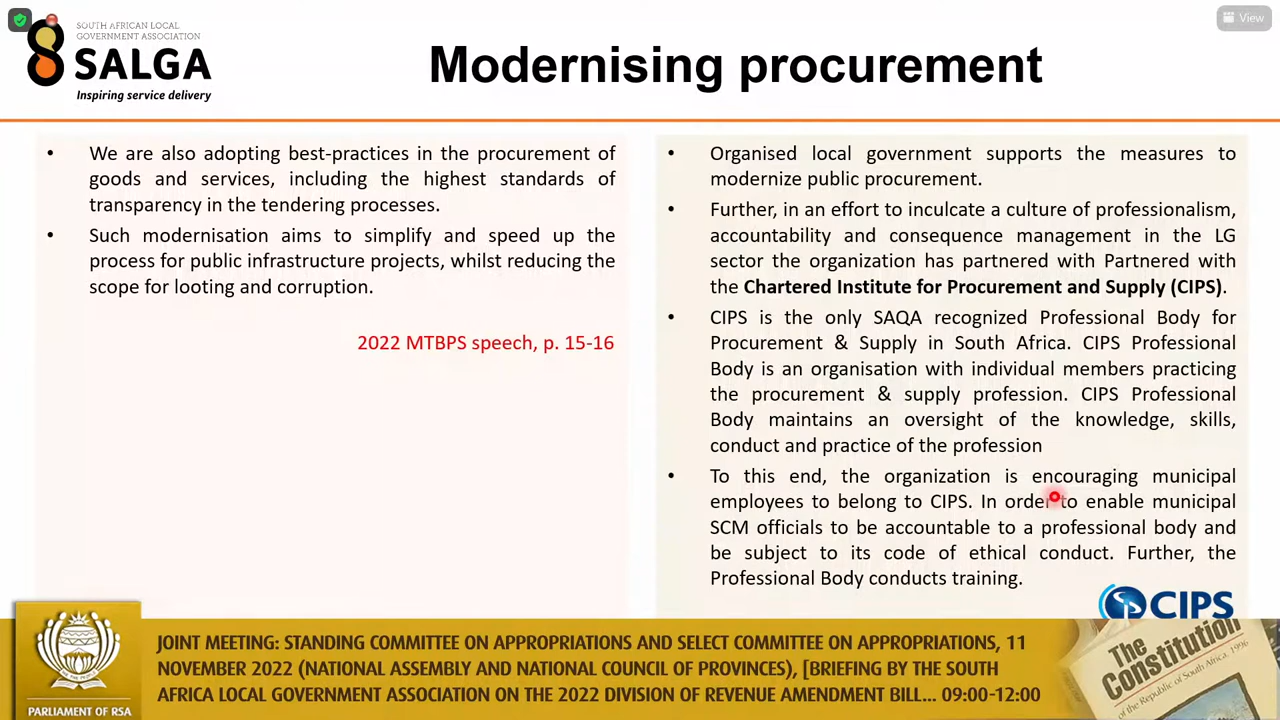 SOUTH AFRICAN LOCAL
GOVERNMENT ASSOCIATION
SALGA
Inspiring service delivery
Modernising procurement
View
• We are also adopting best-practices in the procurement of
goods and services, including the highest standards of
transparency in the tendering processes.
• Such modernisation aims to simplify and speed up the
process for public infrastructure projects, whilst reducing the
scope for looting and corruption.
2022 MTBPS speech, p. 15-16
• Organised local government supports the measures to
modernize public procurement.
• Further, in an effort to inculcate a culture of professionalism,
accountability and consequence management in the LG
sector the organization has partnered with Partnered with
the Chartered Institute for Procurement and Supply (CIPS).
• CIPS is the only SAQA recognized Professional Body for
Procurement & Supply in South Africa. CIPS Professional
Body is an organisation with individual members practicing
the procurement & supply profession. CIPS Professional
Body maintains an oversight of the knowledge, skills,
conduct and practice of the profession
• To this end, the organization is encouraging municipal
employees to belong to CIPS. In order to enable municipal
SCM officials to be accountable to a professional body and
be subject to its code of ethical conduct. Further, the
Professional Body conducts training.
CIPS
PARLIAMENT OF RSA
JOINT MEETING: STANDING COMMITTEE ON APPROPRIATIONS AND SELECT COMMITTEE ON APPROPRIATIONS, 11
NOVEMBER 2022 (NATIONAL ASSEMBLY AND NATIONAL COUNCIL OF PROVINCES), [BRIEFING BY THE SOUTH
AFRICA LOCAL GOVERNMENT ASSOCIATION ON THE 2022 DIVISION OF REVENUE AMENDMENT BILL... 09:00-12:00
The
Constitution
of the Republic of South Africa, 1996